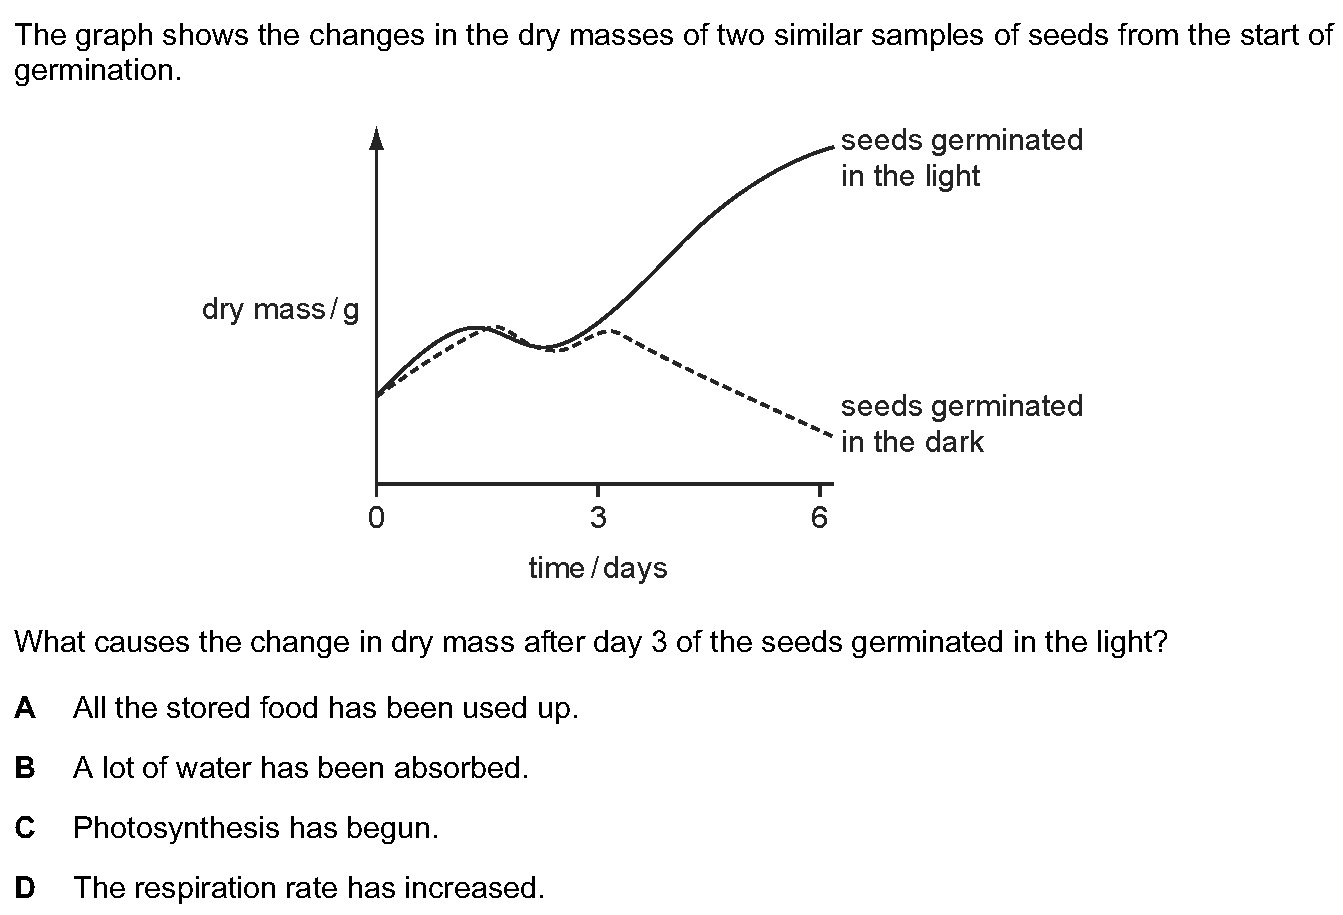 The graph shows the changes in the dry masses of two similar samples of seeds from the start of
germination.
seeds germinated
in the light
dry mass/g
seeds germinated
in the dark
0
3
6
time/days
What causes the change in dry mass after day 3 of the seeds germinated in the light?
A All the stored food has been used up.
B A lot of water has been absorbed.
C Photosynthesis has begun.
D The respiration rate has increased.